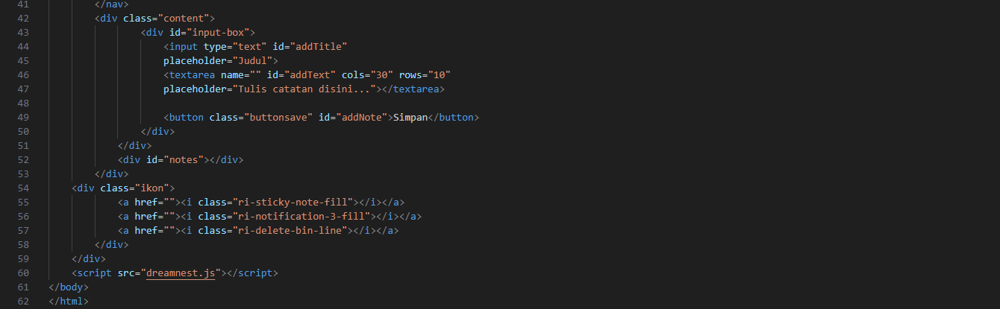 41 </nav>
42 <div class="content">
43 <div id="input-box">
44 <input type="text" id="addTitle"
45 placeholder="Judul">
46 <textarea name="" id="addText" cols="30" rows="10"
47 placeholder="Tulis catatan disini..."></textarea>
48
49 <button class="buttonsave" id="addNote">Simpan</button>
50 </div>
51 </div>
52 <div id="notes"></div>
53 </div>
54 <div class="ikon">
55 <a href=""><i class="ri-sticky-note-fill"></i></a>
56 <a href=""><i class="ri-notification-3-fill"></i></a>
57 <a href=""><i class="ri-delete-bin-line"></i></a>
58 </div>
59 </div>
60 <script src="dreamnest.js"></script>
61 </body>
62 </html>